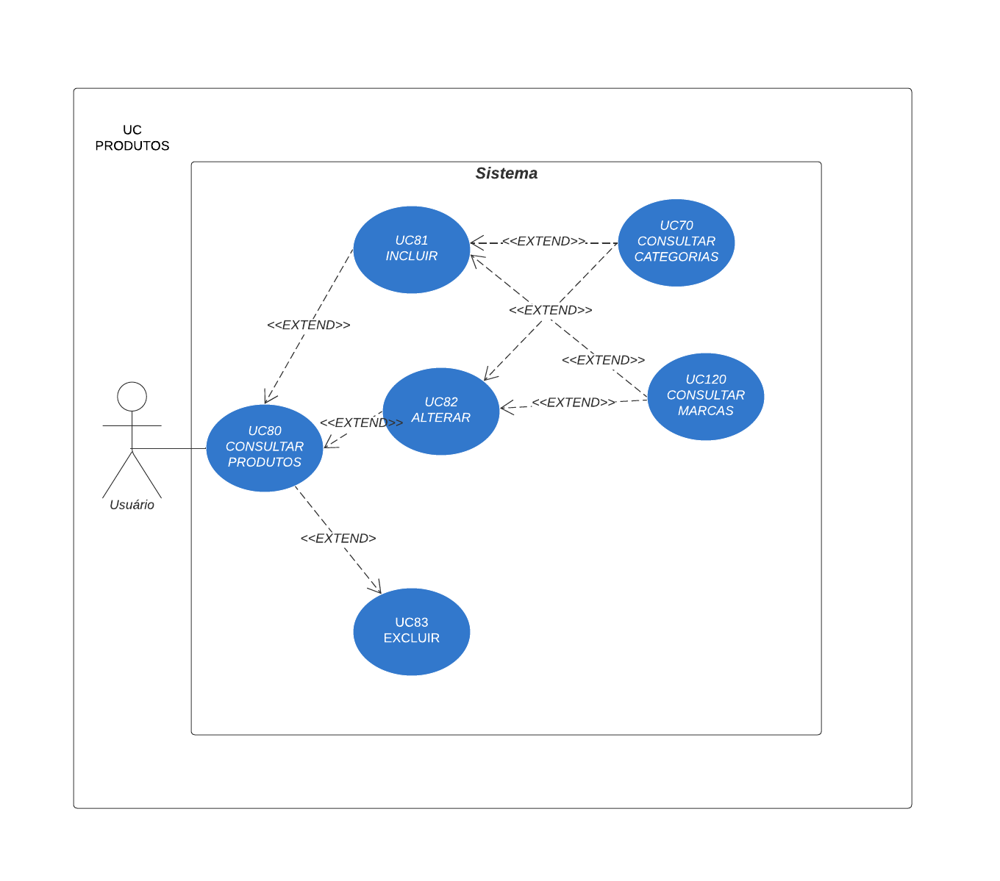 UC
PRODUTOS
Sistema
UC81
INCLUIR
<<EXTEND>>
UC70
CONSULTAR
CATEGORIAS
<<EXTEND>>
<<EXTEND>>
<<EXTEND>>
UC120
CONSULTAR
MARCAS
UC82
ALTERAR
<<EXTEND>>
<<EXTEND>>
UC80
CONSULTAR
PRODUTOS
Usuário
<<EXTEND>
UC83
EXCLUIR